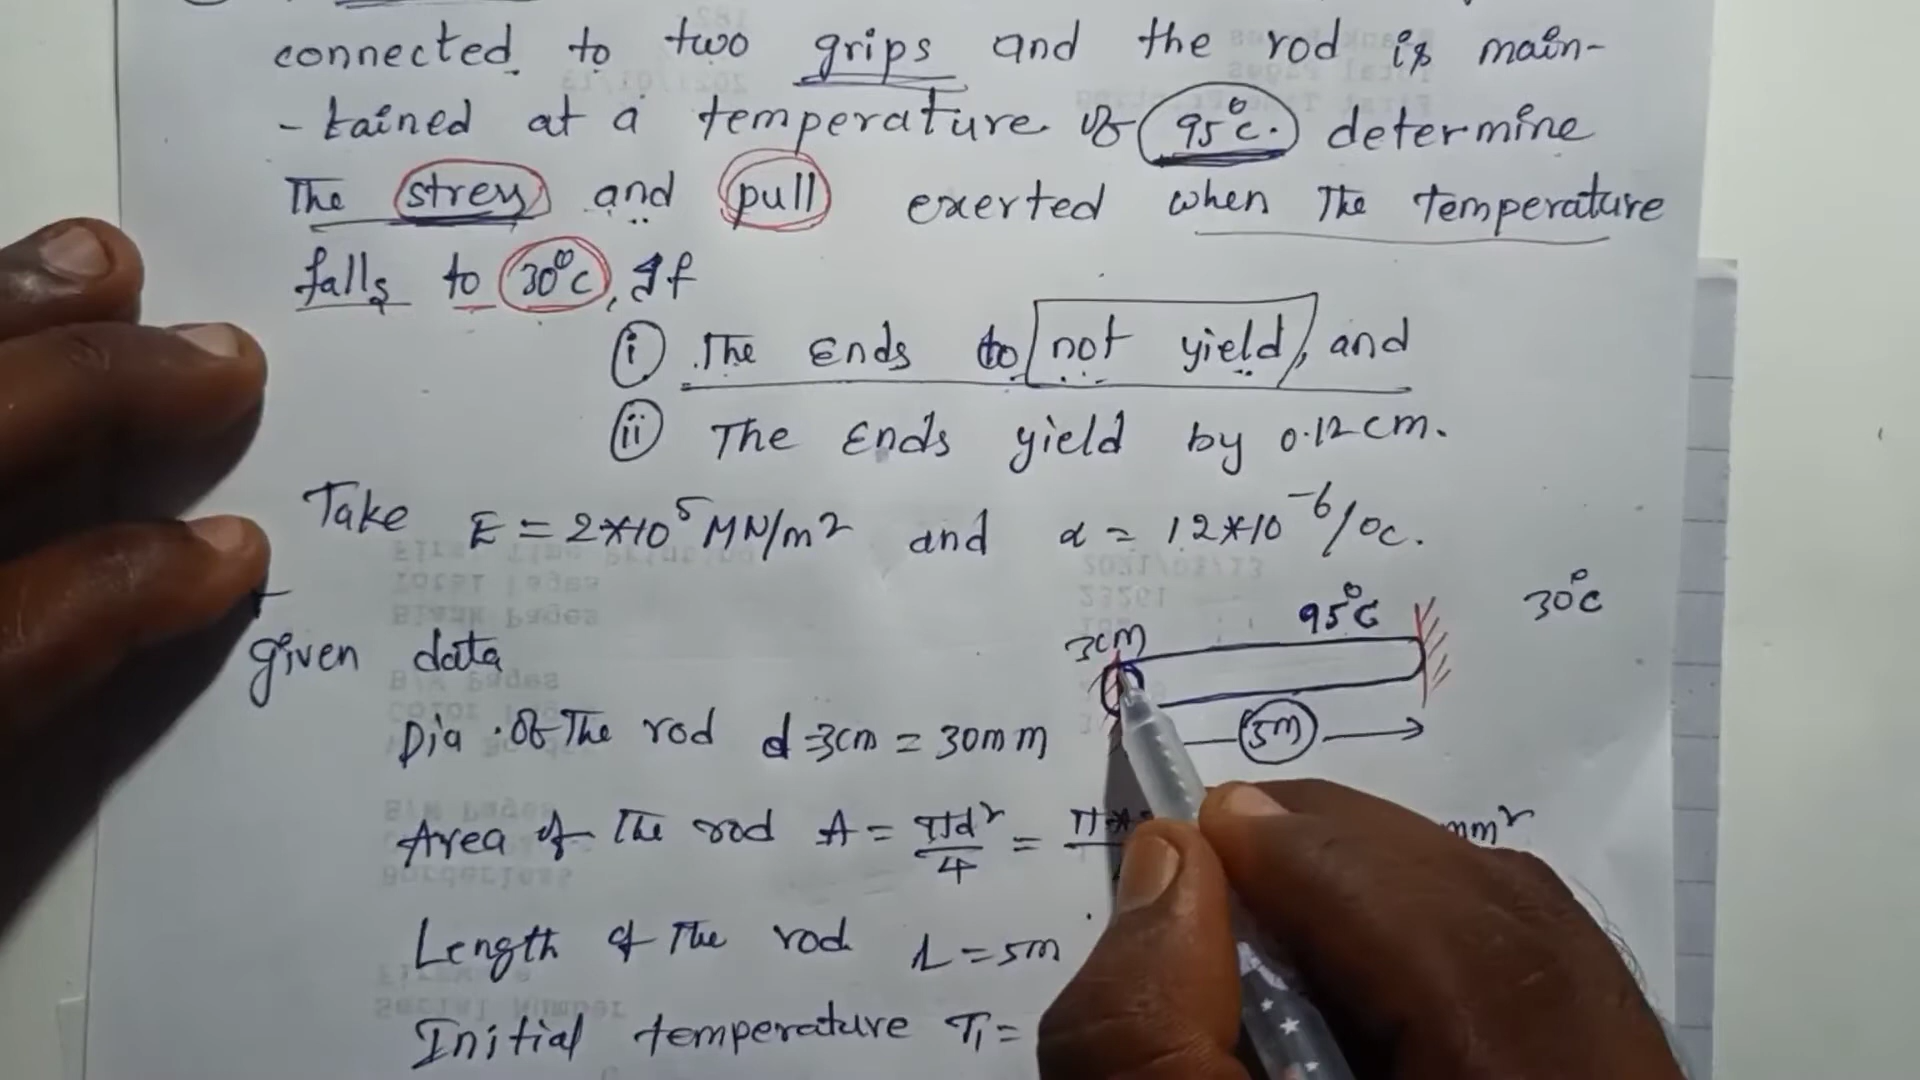 connected to two grips and the rod is main-
-tained at a temperature of 95°c. determine
The stress and pull exerted when The temperature
falls to 30°c, If
(i) The Ends to not yield, and
(ii) The Ends yield by 0.12cm.
Take E = 2*10^5 MN/m2 and α = 12*10^-6/oc.
95°C 30°C
given data 3cm
Dia. of The rod d=3cm = 30mm 5m
Area of The rod A = πd²/4 = π* mm²
Length of The rod L = 5m
Initial temperature T1 =